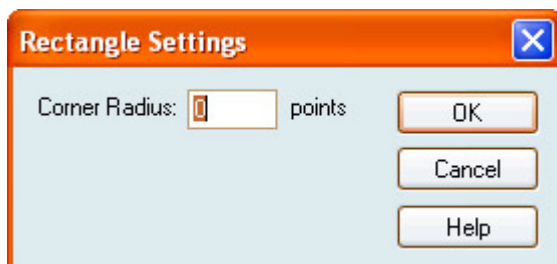 Rectangle Settings
Corner Radius: 0 points
OK
Cancel
Help